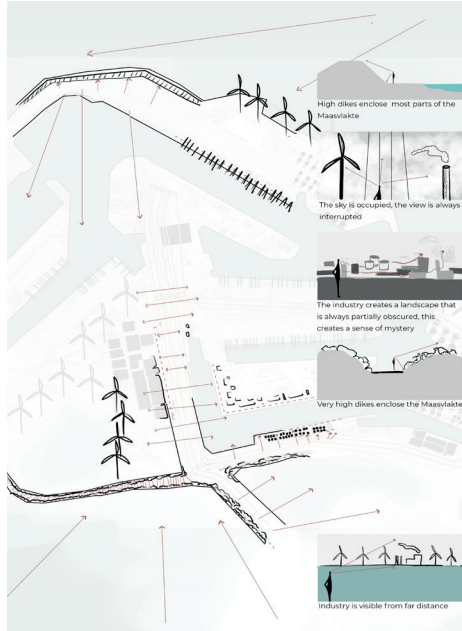 High dikes enclose most parts of the
Maasvlakte
The sky is occupied, the view is always
interrupted
The industry creates a landscape that
is always partially obscured, this
creates a sense of mystery
Very high dikes enclose the Maasvlakte
Industry is visible from far distance